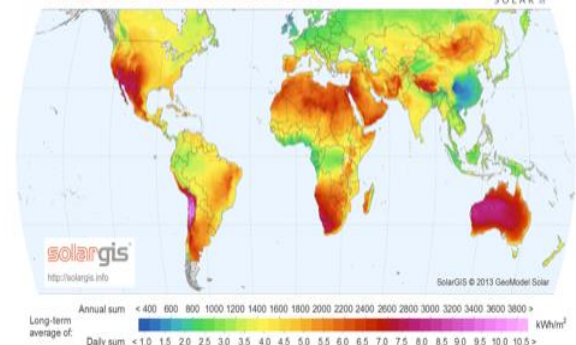 SOLAR
solargis
http://solargis.info
SolarGIS © 2013 GeoModel Solar
Long-term average of:
Annual sum < 400 600 800 1000 1200 1400 1600 1800 2000 2200 2400 2600 2800 3000 3200 3400 3600 3800 > kWh/m²
Daily sum < 1.0 1.5 2.0 2.5 3.0 3.5 4.0 4.5 5.0 5.5 6.0 6.5 7.0 7.5 8.0 8.5 9.0 9.5 10.0 10.5 >